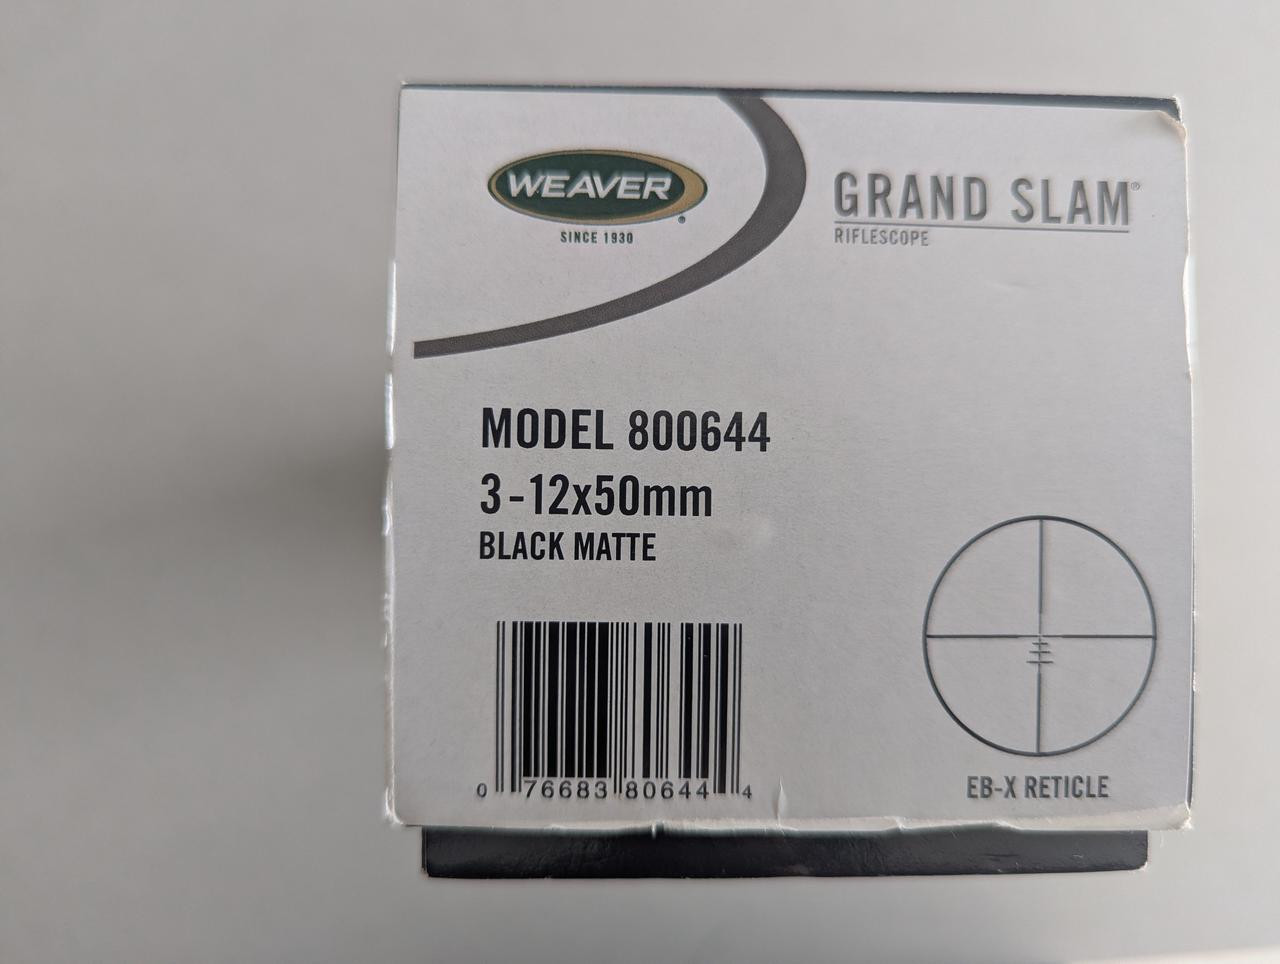 WEAVER®
SINCE 1930
GRAND SLAM®
RIFLESCOPE
MODEL 800644
3-12x50mm
BLACK MATTE
0 76683 80644 4
EB-X RETICLE